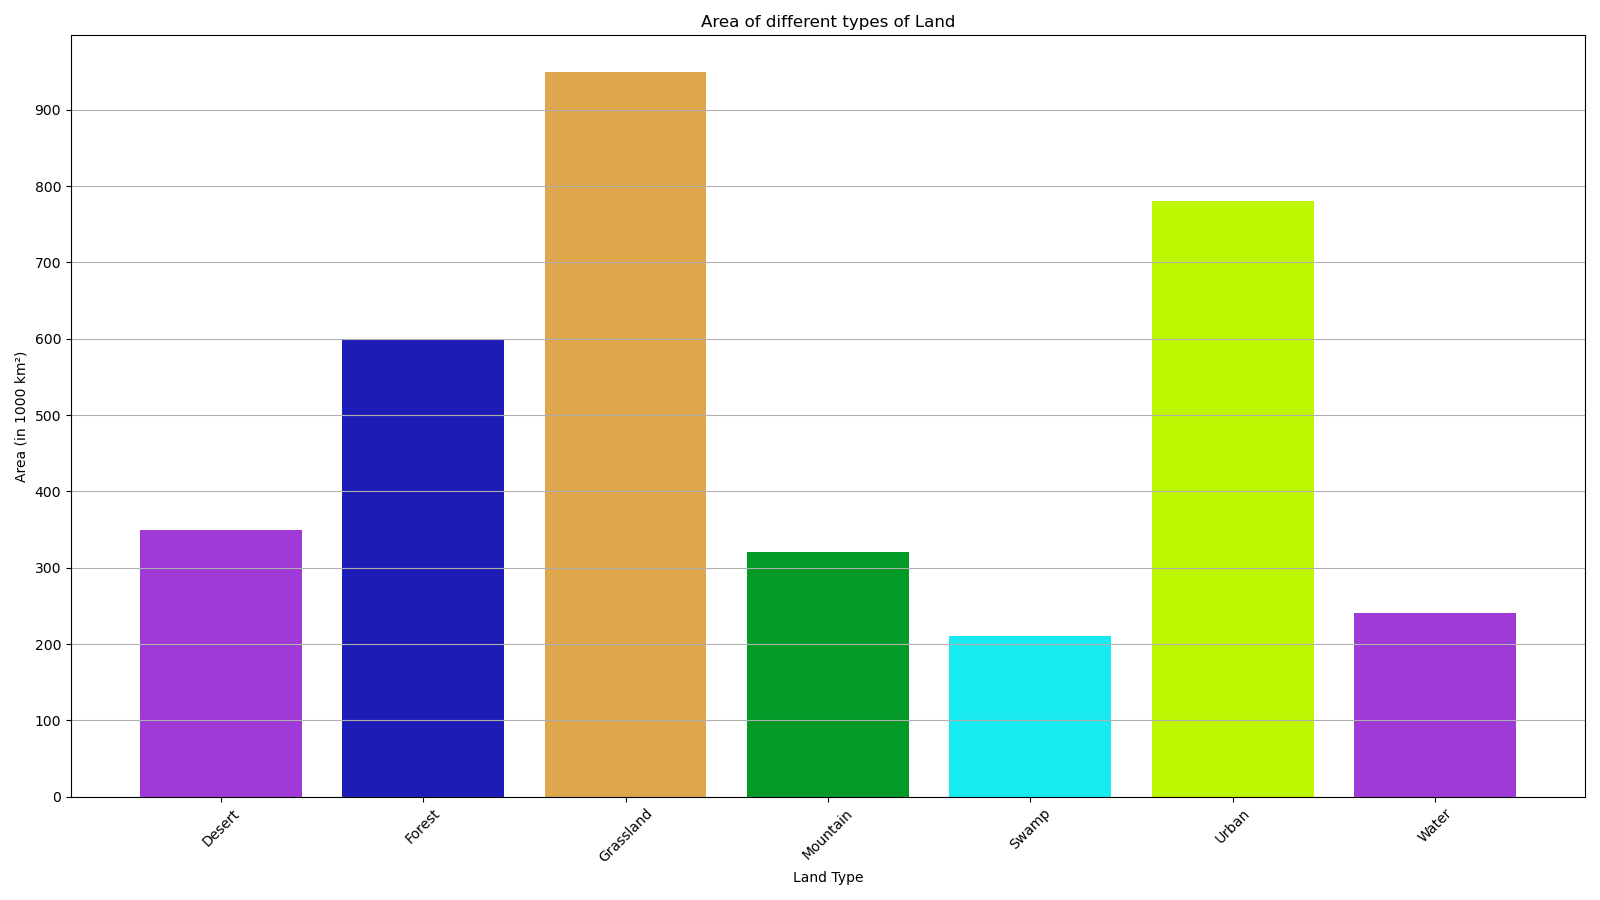 Area of different types of Land
Area (in 1000 km²)
900
800
700
600
500
400
300
200
100
0
Desert
Forest
Grassland
Mountain
Swamp
Urban
Water
Land Type